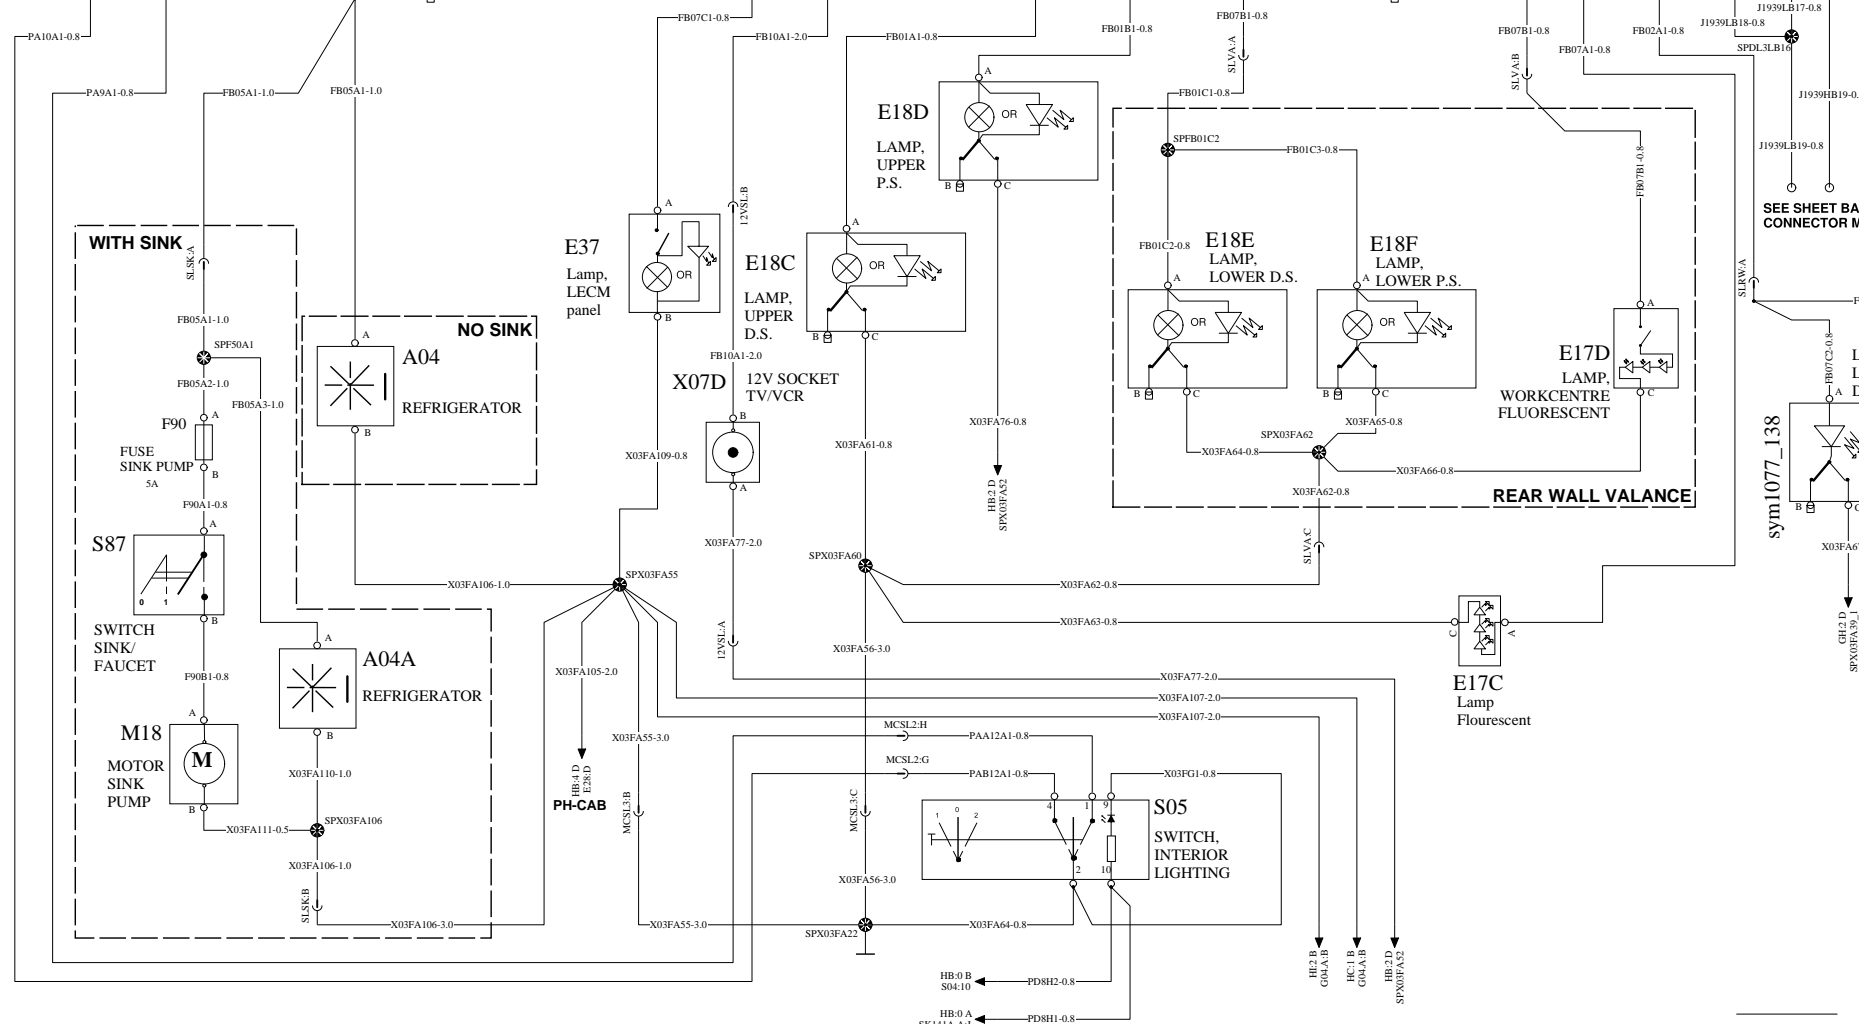 PA10A1-0.8
PA9A1-0.8
FB05A1-1.0
FB05A1-1.0
FB07C1-0.8
FB10A1-2.0
FB01A1-0.8
FB01B1-0.8
FB07B1-0.8
SLVA:A
FB01C1-0.8
FB07B1-0.8
SLVA:B
FB07A1-0.8
FB02A1-0.8
J1939LB17-0.8
J1939LB18-0.8
SPDL3LB16
J1939HB19-0.
J1939LB19-0.8
SEE SHEET BA
CONNECTOR M
WITH SINK
SLSK:A
FB05A1-1.0
SPF50A1
FB05A2-1.0
FB05A3-1.0
A
F90
FUSE
SINK PUMP
5A
B
F90A1-0.8
A
S87
0
1
B
SWITCH
SINK/
FAUCET
F90B1-0.8
A
M18
M
MOTOR
SINK
PUMP
B
X03FA111-0.5
NO SINK
A
A04
REFRIGERATOR
B
X03FA106-1.0
A
A04A
REFRIGERATOR
B
X03FA110-1.0
SPX03FA106
X03FA106-1.0
SLSK:B
X03FA106-3.0
A
E37
Lamp,
LECM
panel
OR
B
X03FA109-0.8
SPX03FA55
X03FA105-2.0
HB:4 D
E28:D
PH-CAB
X03FA55-3.0
MCSL3:B
X03FA55-3.0
12VSL:B
FB10A1-2.0
X07D
12V SOCKET
TV/VCR
B
A
X03FA77-2.0
12VSL:A
A
E18C
LAMP,
UPPER
D.S.
OR
B
C
X03FA61-0.8
SPX03FA60
X03FA56-3.0
MCSL3:C
X03FA56-3.0
SPX03FA22
A
E18D
LAMP,
UPPER
P.S.
OR
B
C
X03FA76-0.8
HB:2 D
SPX03FA52
SPFB01C2
FB01C3-0.8
FB01C2-0.8
A
E18E
LAMP,
LOWER D.S.
OR
B
C
A
E18F
LAMP,
LOWER P.S.
OR
B
C
FB07B1-0.8
A
E17D
LAMP,
WORKCENTRE
FLUORESCENT
C
X03FA65-0.8
SPX03FA62
X03FA64-0.8
X03FA66-0.8
X03FA62-0.8
REAR WALL VALANCE
SLVA:C
X03FA62-0.8
X03FA63-0.8
C
A
E17C
Lamp
Flourescent
X03FA77-2.0
X03FA107-2.0
X03FA107-2.0
MCSL2:H
PAA12A1-0.8
MCSL2:G
PAB12A1-0.8
X03FG1-0.8
4
1
9
S05
1
0
2
2
10
SWITCH,
INTERIOR
LIGHTING
X03FA64-0.8
HB:0 B
S04:10
PD8H2-0.8
HB:0 A
PD8H1-0.8
HI:2 B
G04.A:B
HC:1 B
G04.A:B
HB:2 D
SPX03FA52
SLRW:A
F
FB07C2-0.8
L
L
D
A
sym1077_138
B
C
X03FA67
GH:2 D
SPX03FA39_1